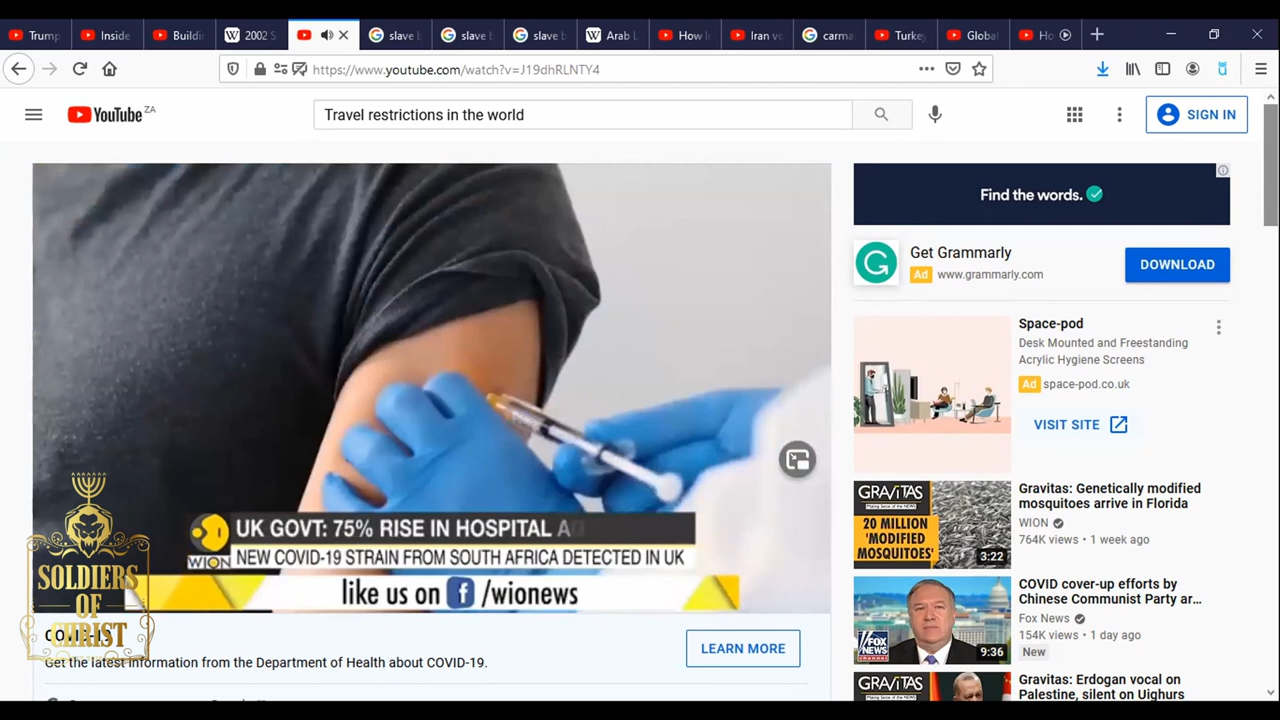 Trump
Inside
Buildin
2002 S
slave b
slave b
slave b
Arab L
How I
Iran vo
carma
Turkey
Global
Ho
https://www.youtube.com/watch?v=J19dhRLNTY4
YouTube ZA
Travel restrictions in the world
SIGN IN
Find the words.
Get Grammarly
Ad www.grammarly.com
DOWNLOAD
Space-pod
Desk Mounted and Freestanding
Acrylic Hygiene Screens
Ad space-pod.co.uk
VISIT SITE
GRAVITAS
20 MILLION
'MODIFIED
MOSQUITOES'
3:22
Gravitas: Genetically modified
mosquitoes arrive in Florida
WION
764K views • 1 week ago
FOX
NEWS
channel
9:36
COVID cover-up efforts by
Chinese Communist Party ar...
Fox News
154K views • 1 day ago
New
GRAVITAS
Gravitas: Erdogan vocal on
Palestine, silent on Uighurs
WION
UK GOVT: 75% RISE IN HOSPITAL A
NEW COVID-19 STRAIN FROM SOUTH AFRICA DETECTED IN UK
like us on f /wionews
SOLDIERS
OF
CHRIST
COVID-19
Get the latest information from the Department of Health about COVID-19.
LEARN MORE